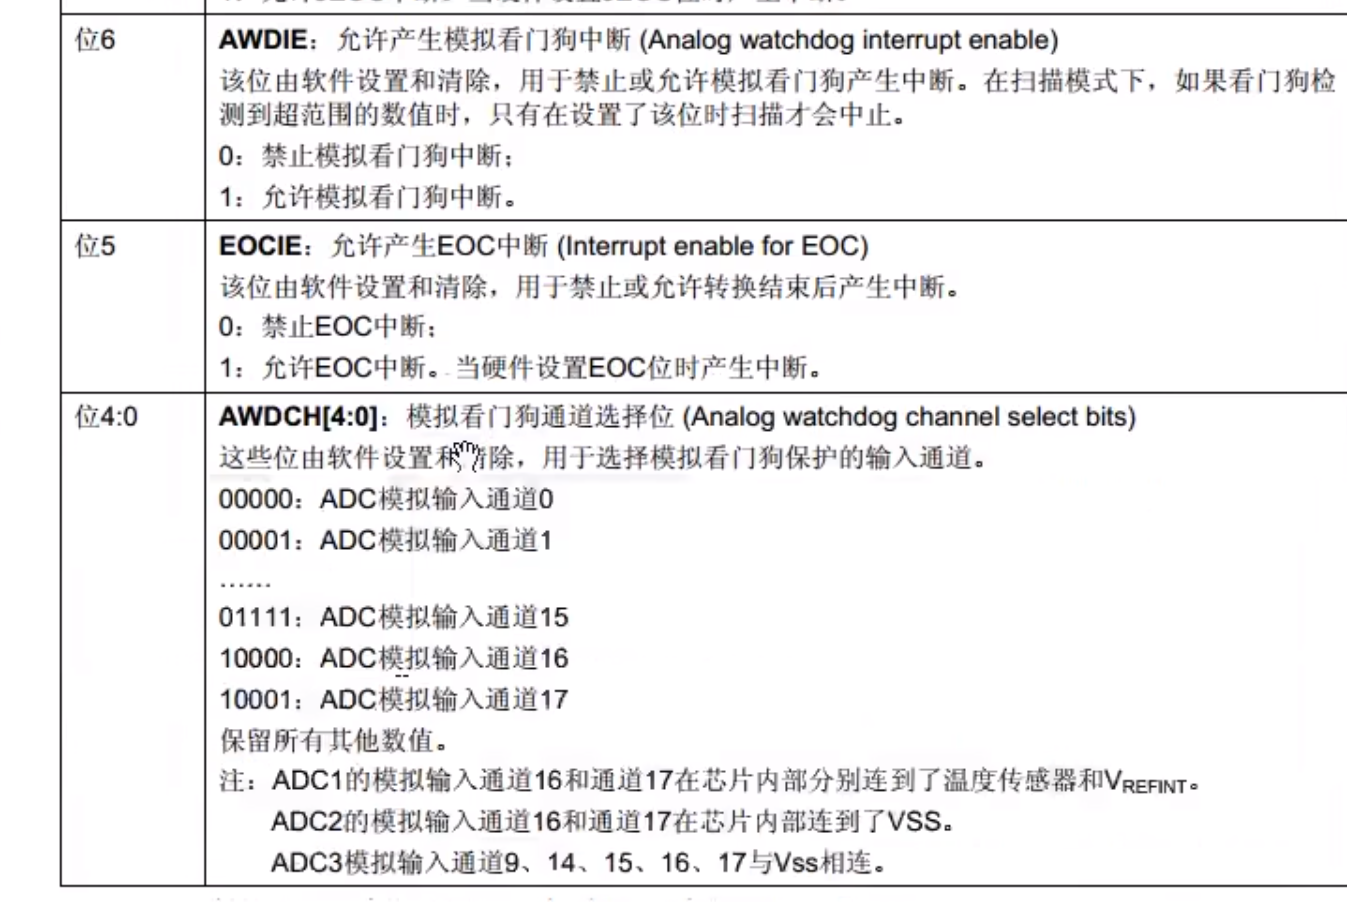 位6
AWDIE：允许产生模拟看门狗中断 (Analog watchdog interrupt enable)
该位由软件设置和清除，用于禁止或允许模拟看门狗产生中断。在扫描模式下，如果看门狗检
测到超范围的数值时，只有在设置了该位时扫描才会中止。
0：禁止模拟看门狗中断；
1：允许模拟看门狗中断。
位5
EOCIE：允许产生EOC中断 (Interrupt enable for EOC)
该位由软件设置和清除，用于禁止或允许转换结束后产生中断。
0：禁止EOC中断；
1：允许EOC中断。当硬件设置EOC位时产生中断。
位4:0
AWDCH[4:0]：模拟看门狗通道选择位 (Analog watchdog channel select bits)
这些位由软件设置和清除，用于选择模拟看门狗保护的输入通道。
00000：ADC模拟输入通道0
00001：ADC模拟输入通道1
……
01111：ADC模拟输入通道15
10000：ADC模拟输入通道16
10001：ADC模拟输入通道17
保留所有其他数值。
注：ADC1的模拟输入通道16和通道17在芯片内部分别连到了温度传感器和VREFINT。
ADC2的模拟输入通道16和通道17在芯片内部连到了VSS。
ADC3模拟输入通道9、14、15、16、17与Vss相连。